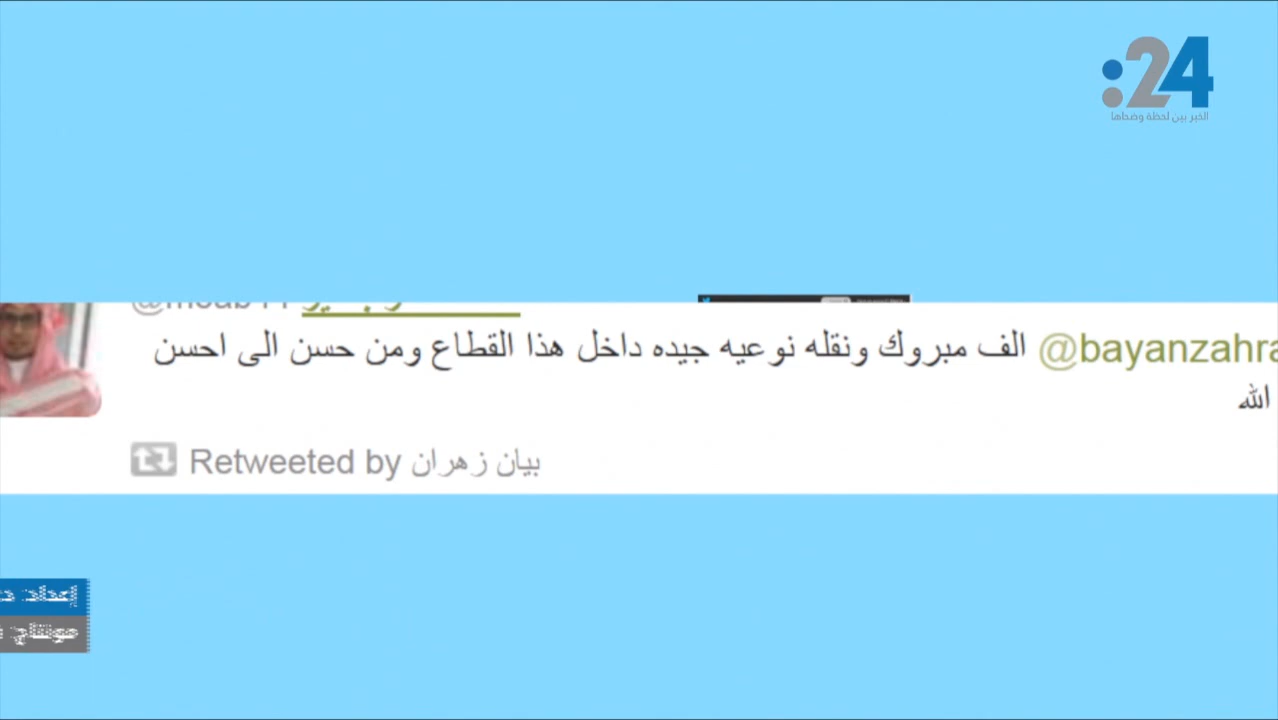 :24
الخبر بين لحظة وضحاها
@bayanzahra الف مبروك ونقله نوعيه جيده داخل هذا القطاع ومن حسن الى احسن
الله
Retweeted by بيان زهران
إعداد:
مونتاج